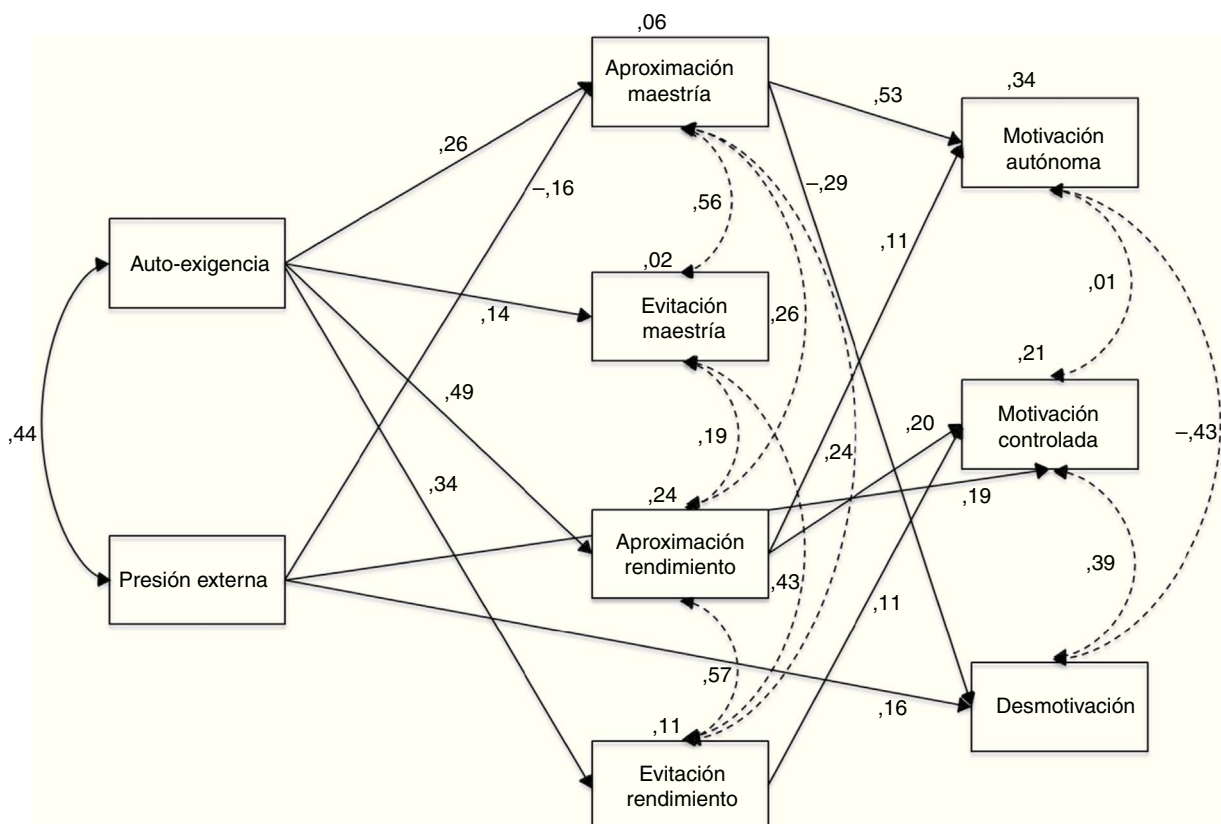 ,06
Aproximación
maestría
,53
,34
Motivación
autónoma
,26
–,16
–,29
,56
,11
Auto-exigencia
,02
Evitación
maestría
,14
,26
,01
,21
Motivación
controlada
,49
,19
,20
,24
–,43
,44
,34
,24
,19
Aproximación
rendimiento
Presión externa
,43
,39
,11
,57
,16
Desmotivación
,11
Evitación
rendimiento